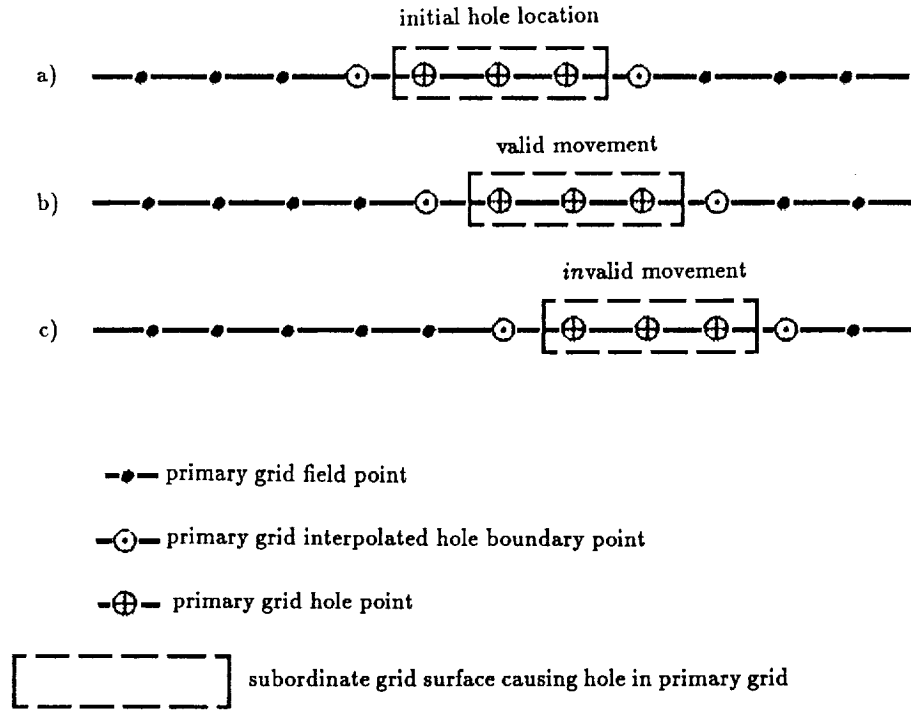 initial hole location
a)
valid movement
b)
invalid movement
c)
primary grid field point
primary grid interpolated hole boundary point
primary grid hole point
subordinate grid surface causing hole in primary grid